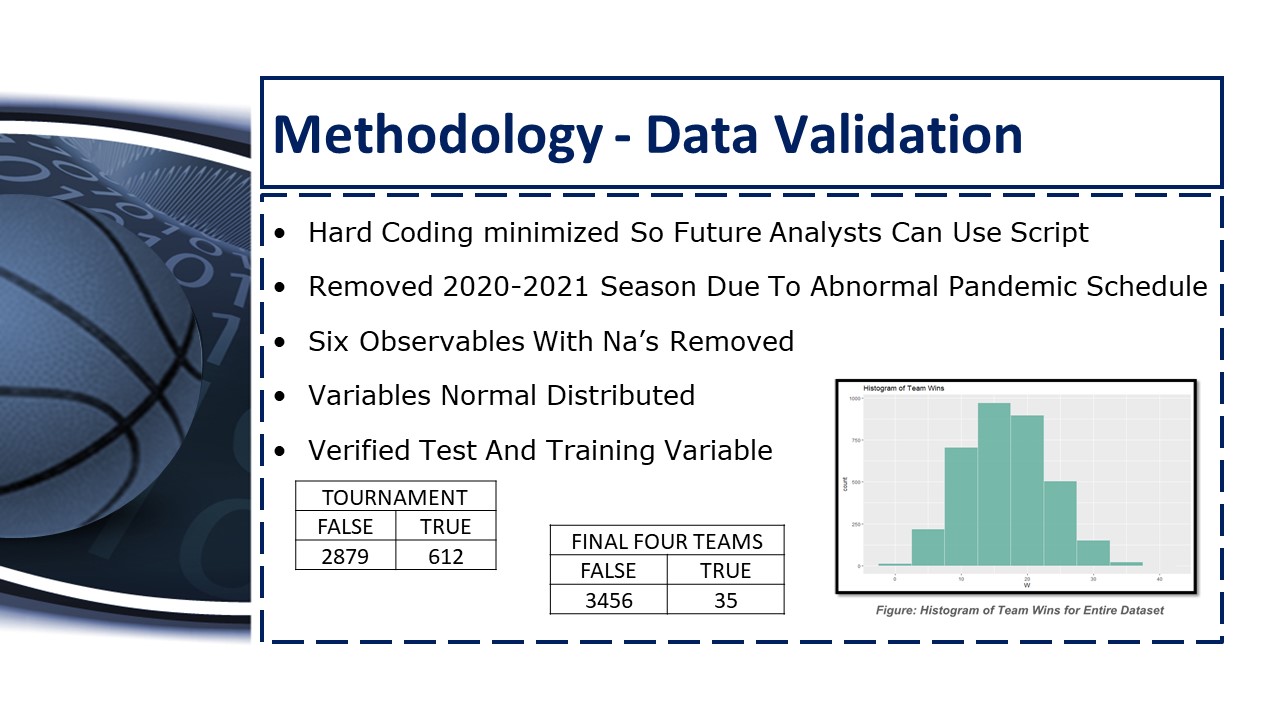 Methodology - Data Validation
• Hard Coding minimized So Future Analysts Can Use Script
• Removed 2020-2021 Season Due To Abnormal Pandemic Schedule
• Six Observables With Na’s Removed
• Variables Normal Distributed
• Verified Test And Training Variable
TOURNAMENT
FALSE TRUE
2879 612
FINAL FOUR TEAMS
FALSE TRUE
3456 35
Histogram of Team Wins
1000
750
500
250
0
count
0 10 20 30 40
W
Figure: Histogram of Team Wins for Entire Dataset